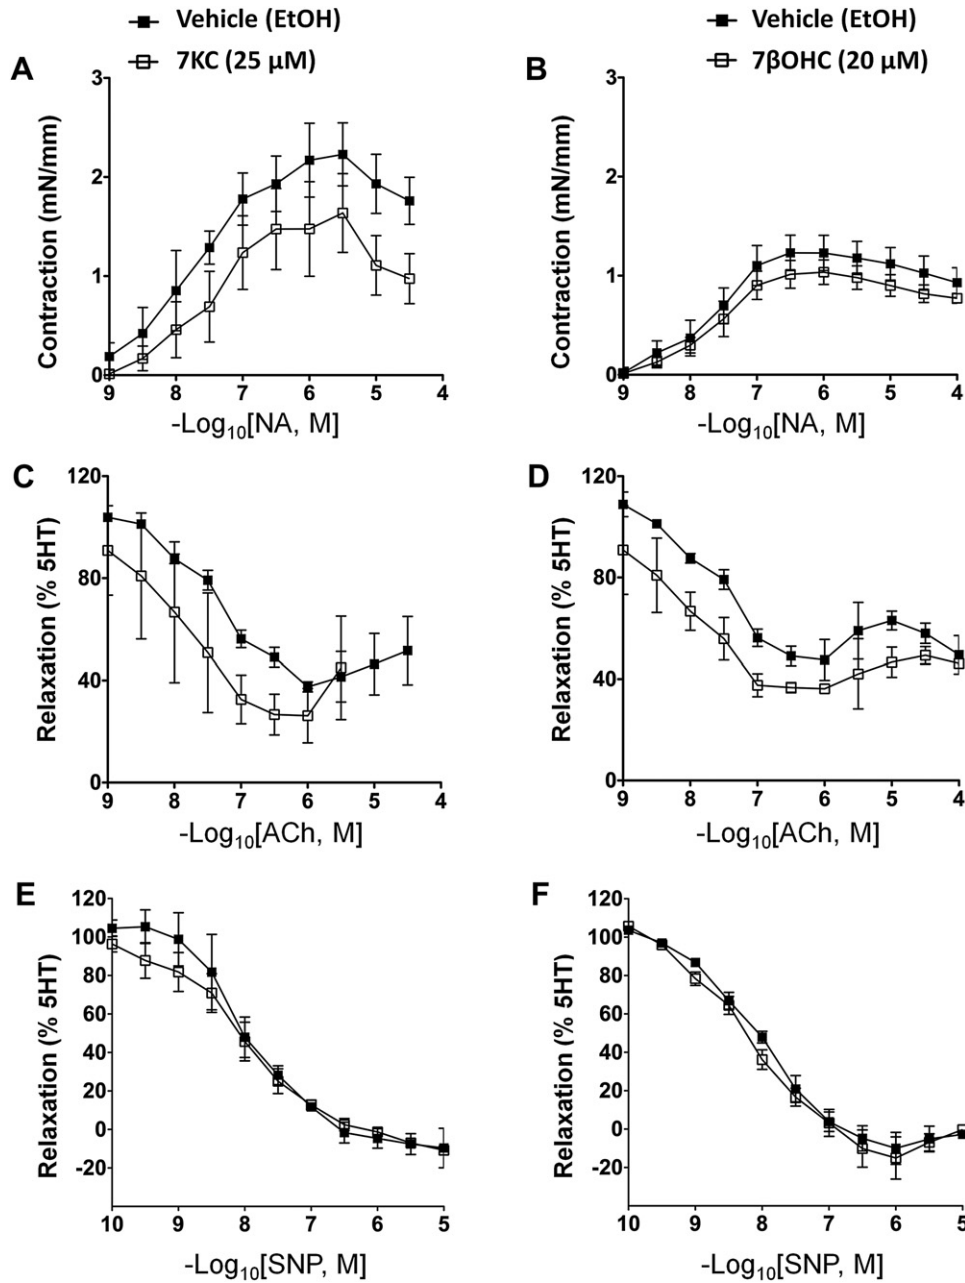 Vehicle (EtOH)
7KC (25 µM)
Vehicle (EtOH)
7βOHC (20 µM)
A
3
2
1
0
Contraction (mN/mm)
9 8 7 6 5 4
-Log10[NA, M]
B
3
2
1
0
Contraction (mN/mm)
9 8 7 6 5 4
-Log10[NA, M]
C
120
80
40
0
Relaxation (% 5HT)
9 8 7 6 5 4
-Log10[ACh, M]
D
120
80
40
0
Relaxation (% 5HT)
9 8 7 6 5 4
-Log10[ACh, M]
E
120
100
80
60
40
20
0
-20
Relaxation (% 5HT)
10 9 8 7 6 5
-Log10[SNP, M]
F
120
100
80
60
40
20
0
-20
Relaxation (% 5HT)
10 9 8 7 6 5
-Log10[SNP, M]